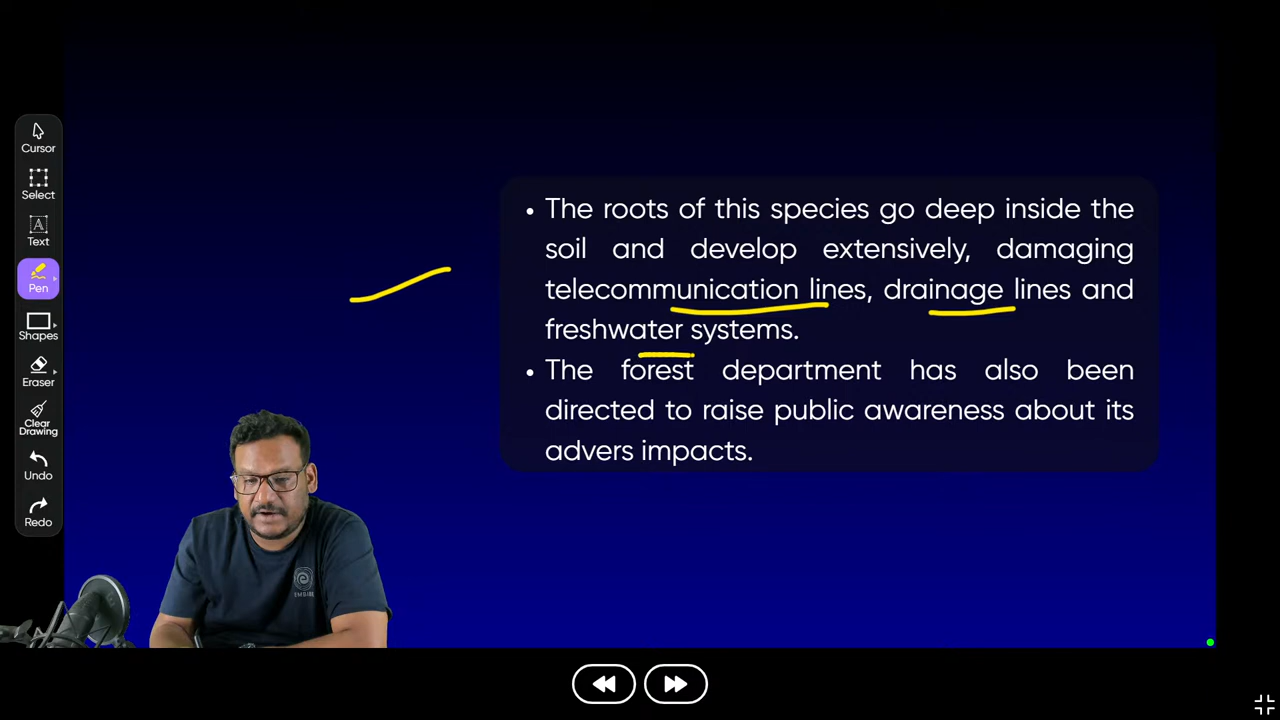 Cursor
Select
Text
Pen
Shapes
Eraser
Clear
Drawing
Undo
Redo
• The roots of this species go deep inside the
soil and develop extensively, damaging
telecommunication lines, drainage lines and
freshwater systems.
• The forest department has also been
directed to raise public awareness about its
advers impacts.